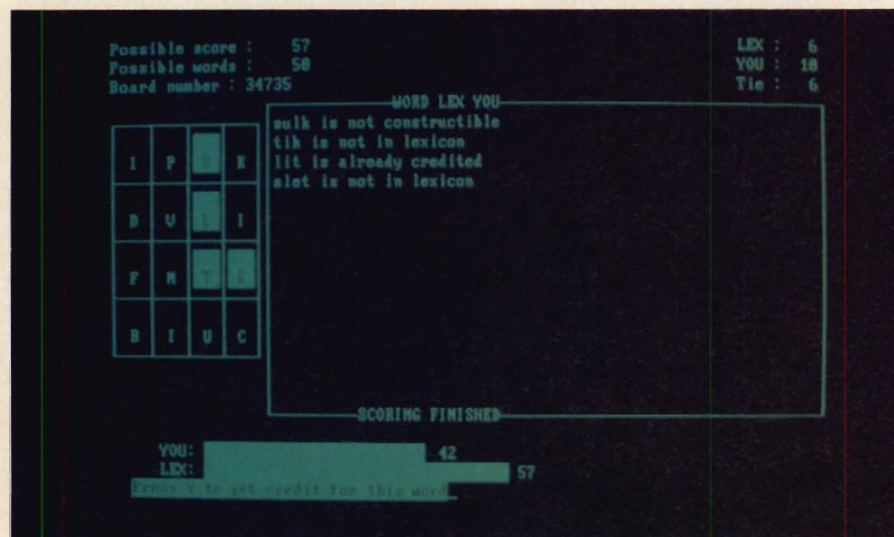 Possible score : 57
Possible words : 50
Board number : 34735
LEX : 6
YOU : 18
Tie : 6
WORD LEX YOU
sulk is not constructible
tik is not in lexicon
lit is already credited
slet is not in lexicon
I P S K
D V L I
F M T E
B I U C
SCORING FINISHED
YOU: 42
LEX: 57
Press Y to get credit for this word